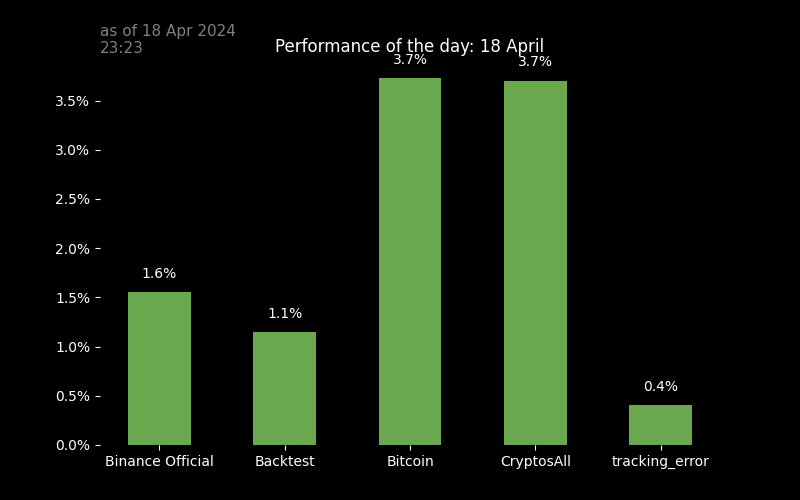 as of 18 Apr 2024
23:23
Performance of the day: 18 April
3.7%
3.7%
3.5%
3.0%
2.5%
2.0%
1.6%
1.5%
1.1%
1.0%
0.5%
0.4%
0.0%
Binance Official
Backtest
Bitcoin
CryptosAll
tracking_error